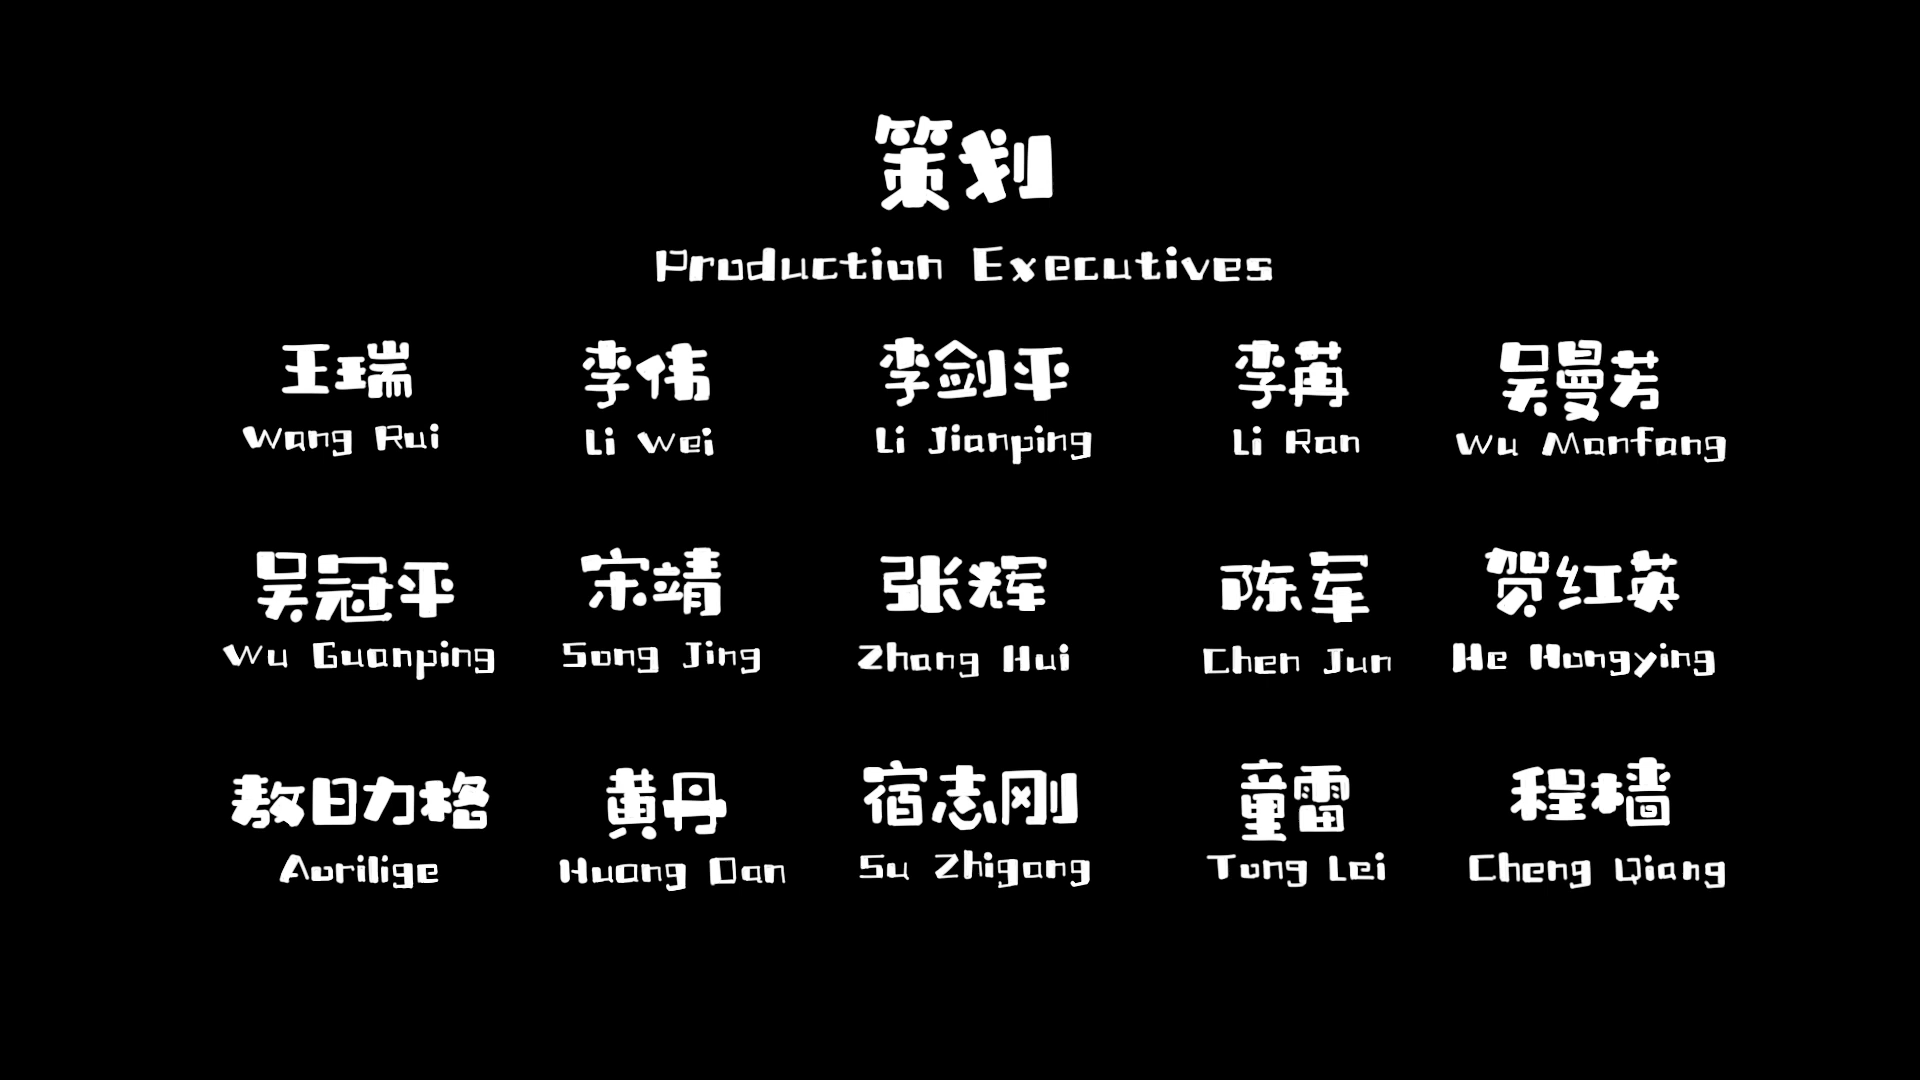 策划
Production Executives
王瑞 李伟 李剑平 李苒 吴曼芳
Wang Rui Li Wei Li Jianping Li Ran Wu Manfang
吴冠平 宋靖 张辉 陈军 贺红英
Wu Guanping Song Jing Zhang Hui Chen Jun He Hongying
敖日力格 黄丹 宿志刚 童雷 程樯
Aorilige Huang Dan Su Zhigang Tong Lei Cheng Qiang